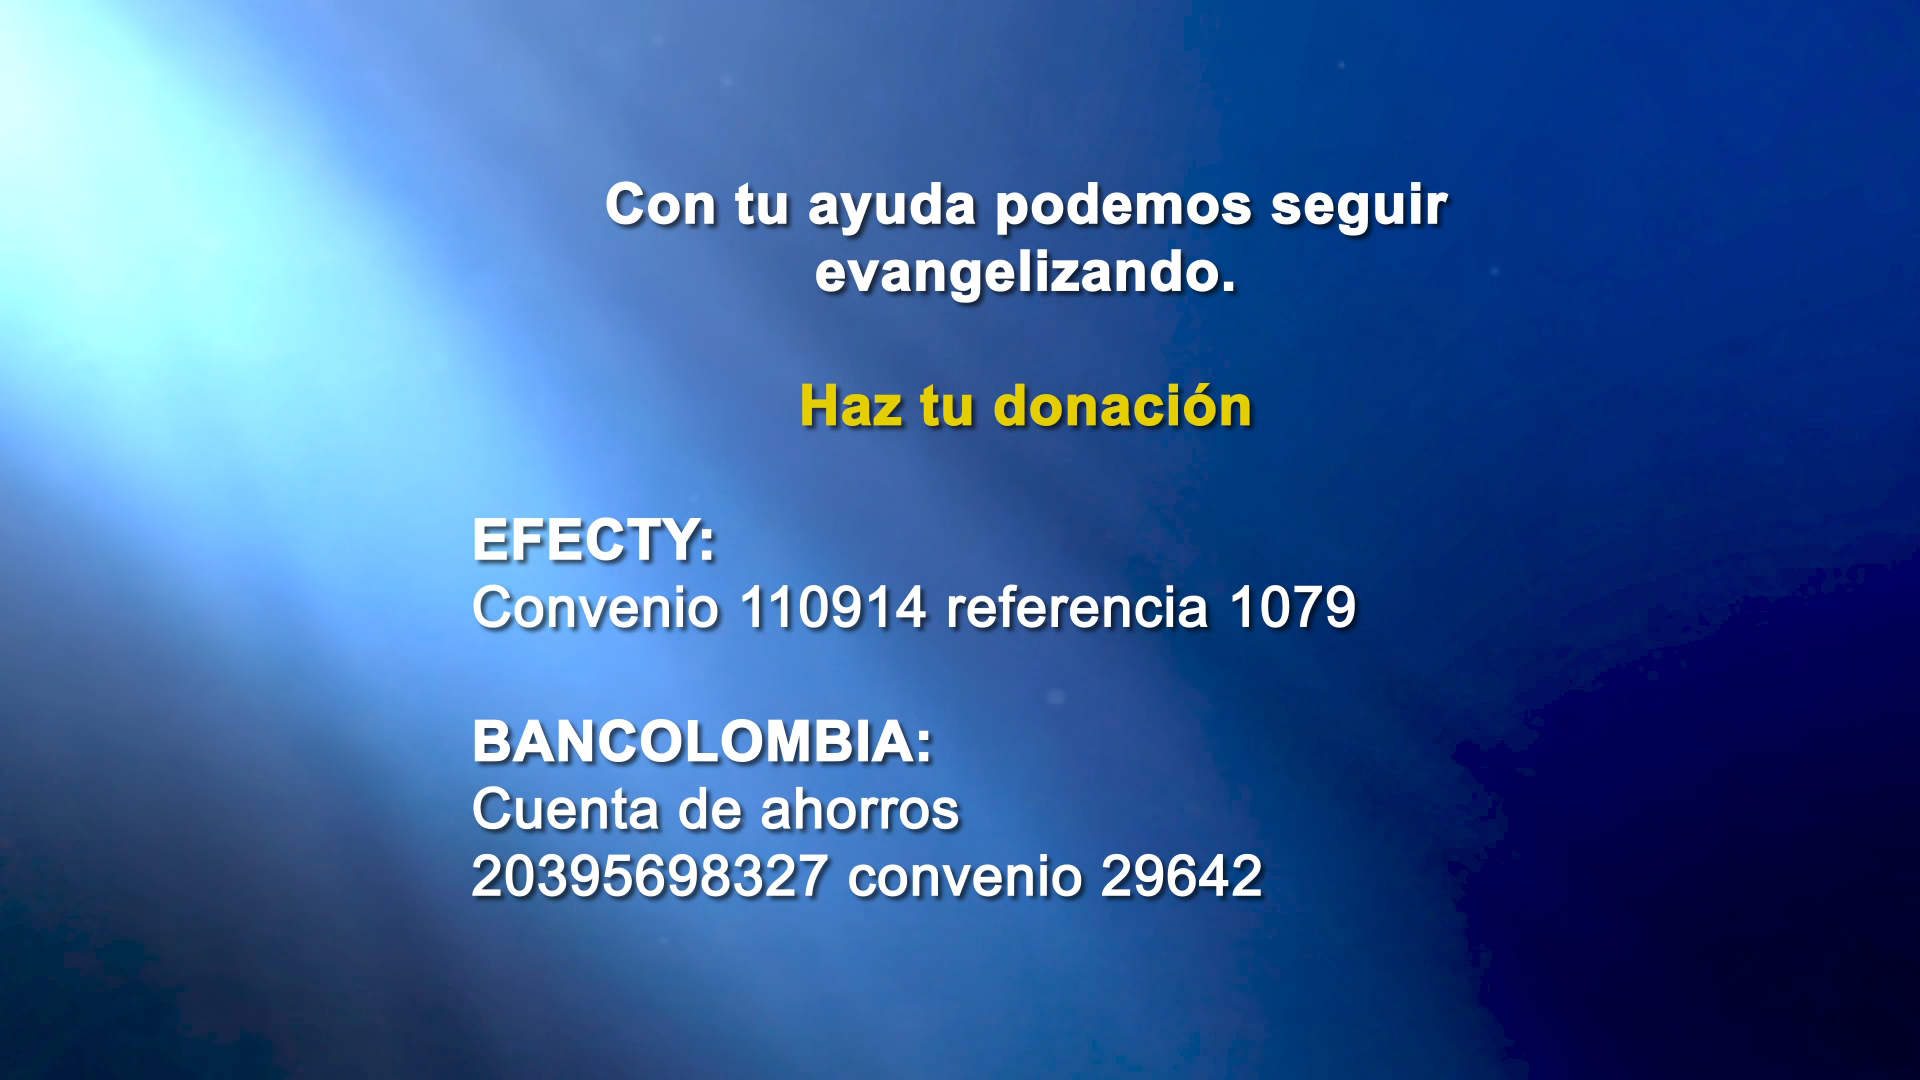 Con tu ayuda podemos seguir
evangelizando.
Haz tu donación
EFECTY:
Convenio 110914 referencia 1079
BANCOLOMBIA:
Cuenta de ahorros
20395698327 convenio 29642